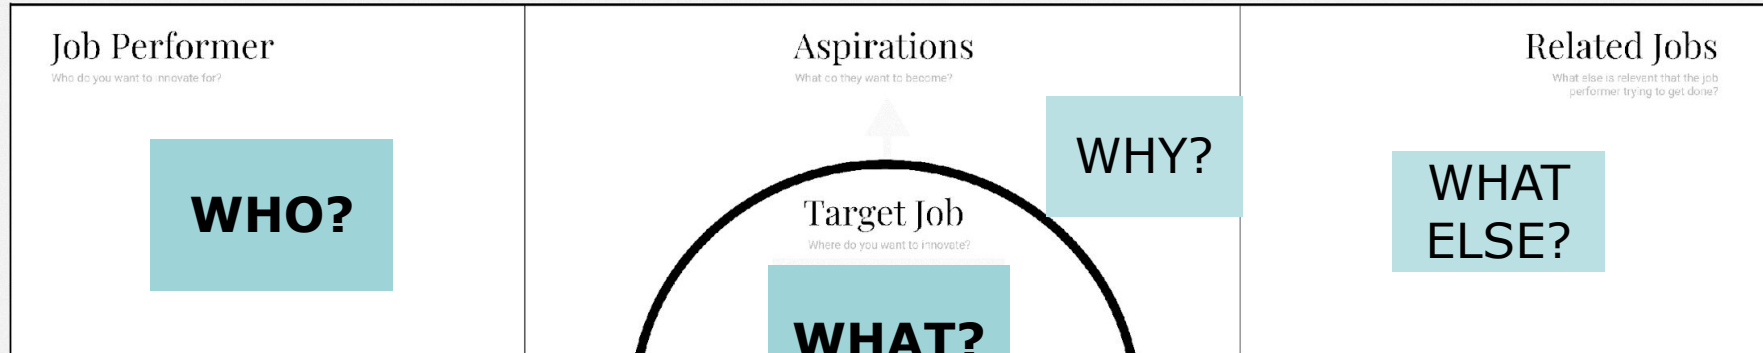 Job Performer
Who do you want to innovate for?
WHO?
Aspirations
What do they want to become?
WHY?
Target Job
Where do you want to innovate?
WHAT?
Related Jobs
What else is relevant that the job
performer trying to get done?
WHAT
ELSE?